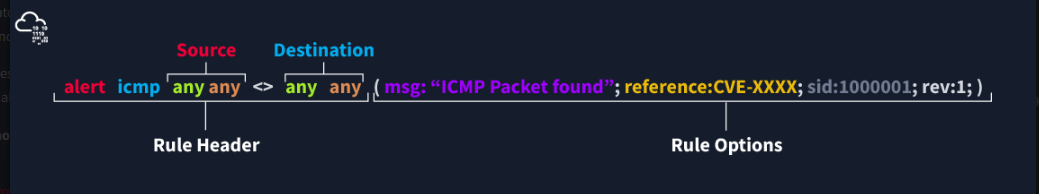 Source Destination
alert icmp any any <> any any ( msg: “ICMP Packet found”; reference:CVE-XXXX; sid:1000001; rev:1; )
Rule Header Rule Options